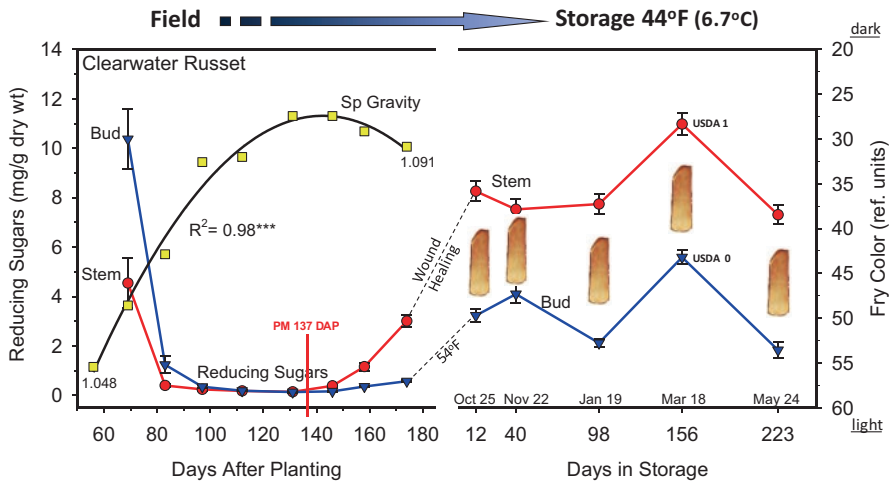 Field
Storage 44ºF (6.7ºC)
dark
Clearwater Russet
Reducing Sugars (mg/g dry wt)
14
12
10
8
6
4
2
0
Bud
Stem
Sp Gravity
1.091
R²= 0.98***
1.048
PM 137 DAP
Reducing Sugars
Wound
Healing
54ºF
60
80
100
120
140
160
180
Days After Planting
Stem
Bud
USDA 1
USDA 0
Oct 25
Nov 22
Jan 19
Mar 18
May 24
12
40
98
156
223
Days in Storage
20
25
30
35
40
45
50
55
60
Fry Color (ref. units)
light